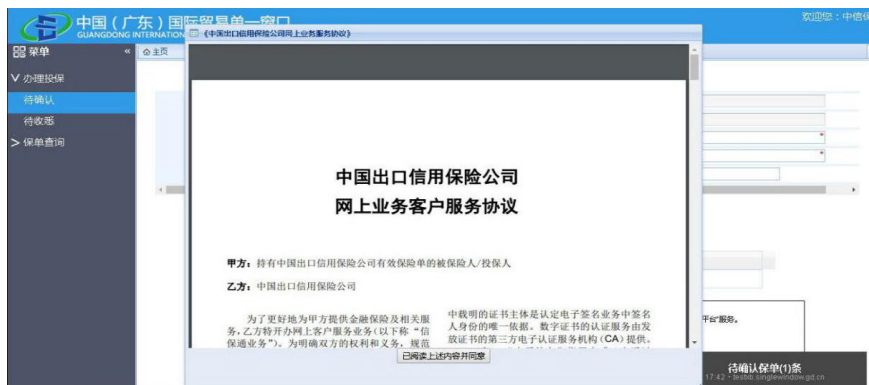 中国（广东）国际贸易单一窗口
GUANGDONG INTERNATION
欢迎您：中信保
菜单 «
主页
《中国出口信用保险公司网上业务服务协议》
办理投保
待确认
待收悉
保单查询
中国出口信用保险公司
网上业务客户服务协议
甲方：持有中国出口信用保险公司有效保险单的被保险人/投保人
乙方：中国出口信用保险公司
为了更好地为甲方提供金融保险及相关服
务，乙方特开办网上客户服务业务（以下称“信
保通业务”）。为明确双方的权利和义务，规范
中载明的证书主体是认定电子签名业务中签名
人身份的唯一依据。数字证书的认证服务由发
放证书的第三方电子认证服务机构（CA）提供。
已阅读上述内容并同意
平台"服务。
待确认保单(1)条
17:42 - testib.singlewindow.gd.cn